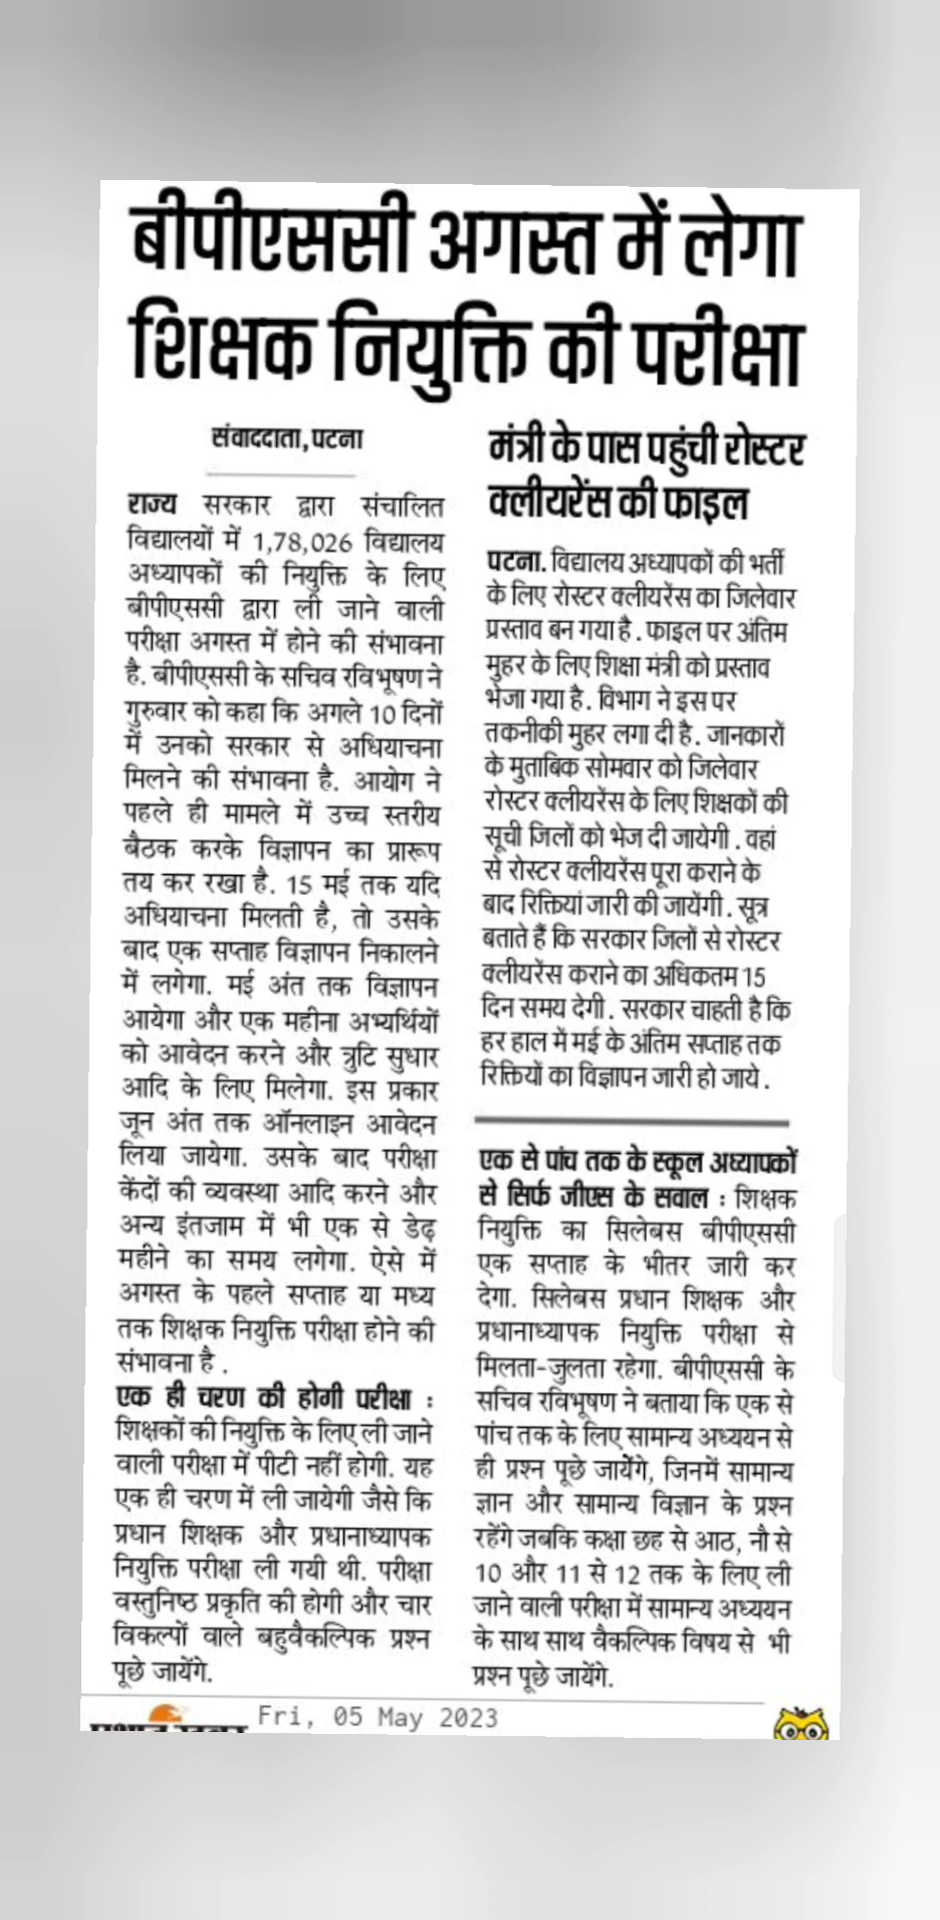 बीपीएससी अगस्त में लेगा
शिक्षक नियुक्ति की परीक्षा
संवाददाता, पटना
राज्य सरकार द्वारा संचालित
विद्यालयों में 1,78,026 विद्यालय
अध्यापकों की नियुक्ति के लिए
बीपीएससी द्वारा ली जाने वाली
परीक्षा अगस्त में होने की संभावना
है. बीपीएससी के सचिव रविभूषण ने
गुरुवार को कहा कि अगले 10 दिनों
में उनको सरकार से अधियाचना
मिलने की संभावना है. आयोग ने
पहले ही मामले में उच्च स्तरीय
बैठक करके विज्ञापन का प्रारूप
तय कर रखा है. 15 मई तक यदि
अधियाचना मिलती है, तो उसके
बाद एक सप्ताह विज्ञापन निकालने
में लगेगा. मई अंत तक विज्ञापन
आयेगा और एक महीना अभ्यर्थियों
को आवेदन करने और त्रुटि सुधार
आदि के लिए मिलेगा. इस प्रकार
जून अंत तक ऑनलाइन आवेदन
लिया जायेगा. उसके बाद परीक्षा
केंदों की व्यवस्था आदि करने और
अन्य इंतजाम में भी एक से डेढ़
महीने का समय लगेगा. ऐसे में
अगस्त के पहले सप्ताह या मध्य
तक शिक्षक नियुक्ति परीक्षा होने की
संभावना है .
एक ही चरण की होगी परीक्षा :
शिक्षकों की नियुक्ति के लिए ली जाने
वाली परीक्षा में पीटी नहीं होगी. यह
एक ही चरण में ली जायेगी जैसे कि
प्रधान शिक्षक और प्रधानाध्यापक
नियुक्ति परीक्षा ली गयी थी. परीक्षा
वस्तुनिष्ठ प्रकृति की होगी और चार
विकल्पों वाले बहुवैकल्पिक प्रश्न
पूछे जायेंगे.
मंत्री के पास पहुंची रोस्टर
क्लीयरेंस की फाइल
पटना. विद्यालय अध्यापकों की भर्ती
के लिए रोस्टर क्लीयरेंस का जिलेवार
प्रस्ताव बन गया है . फाइल पर अंतिम
मुहर के लिए शिक्षा मंत्री को प्रस्ताव
भेजा गया है . विभाग ने इस पर
तकनीकी मुहर लगा दी है . जानकारों
के मुताबिक सोमवार को जिलेवार
रोस्टर क्लीयरेंस के लिए शिक्षकों की
सूची जिलों को भेज दी जायेगी . वहां
से रोस्टर क्लीयरेंस पूरा कराने के
बाद रिक्तियां जारी की जायेंगी . सूत्र
बताते हैं कि सरकार जिलों से रोस्टर
क्लीयरेंस कराने का अधिकतम 15
दिन समय देगी . सरकार चाहती है कि
हर हाल में मई के अंतिम सप्ताह तक
रिक्तियों का विज्ञापन जारी हो जाये .
एक से पांच तक के स्कूल अध्यापकों
से सिर्फ जीएस के सवाल : शिक्षक
नियुक्ति का सिलेबस बीपीएससी
एक सप्ताह के भीतर जारी कर
देगा. सिलेबस प्रधान शिक्षक और
प्रधानाध्यापक नियुक्ति परीक्षा से
मिलता-जुलता रहेगा. बीपीएससी के
सचिव रविभूषण ने बताया कि एक से
पांच तक के लिए सामान्य अध्ययन से
ही प्रश्न पूछे जायेंगे, जिनमें सामान्य
ज्ञान और सामान्य विज्ञान के प्रश्न
रहेंगे जबकि कक्षा छह से आठ, नौ से
10 और 11 से 12 तक के लिए ली
जाने वाली परीक्षा में सामान्य अध्ययन
के साथ साथ वैकल्पिक विषय से भी
प्रश्न पूछे जायेंगे.
Fri, 05 May 2023